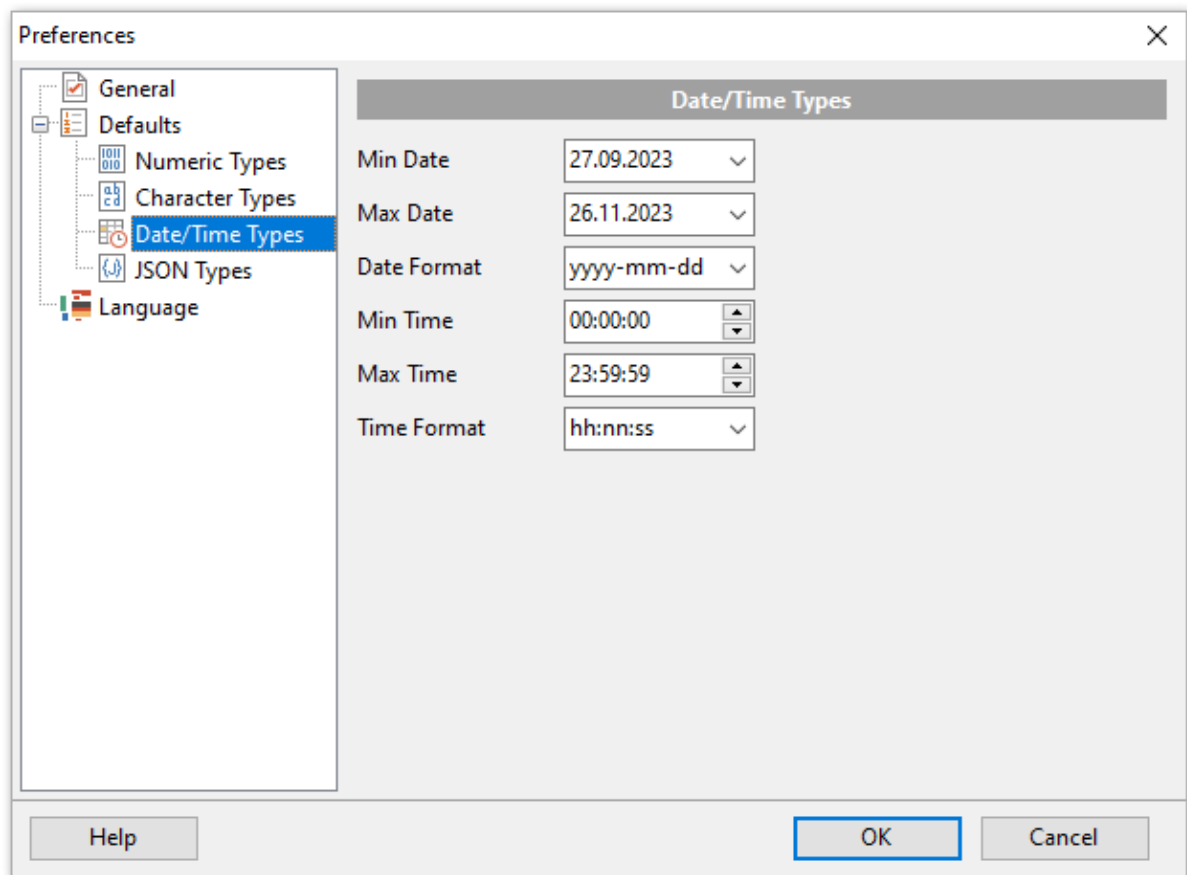 Preferences
General
Defaults
Numeric Types
Character Types
Date/Time Types
JSON Types
Language
Date/Time Types
Min Date 27.09.2023
Max Date 26.11.2023
Date Format yyyy-mm-dd
Min Time 00:00:00
Max Time 23:59:59
Time Format hh:nn:ss
Help OK Cancel